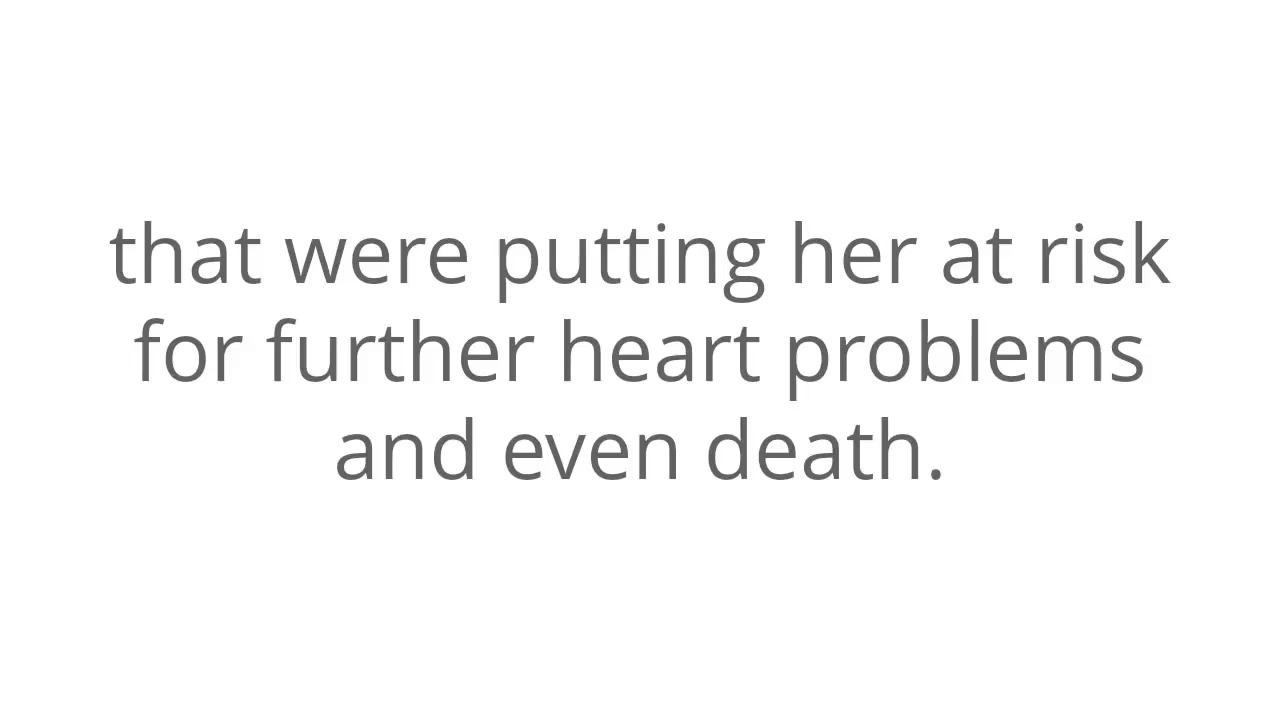 that were putting her at risk
for further heart problems
and even death.